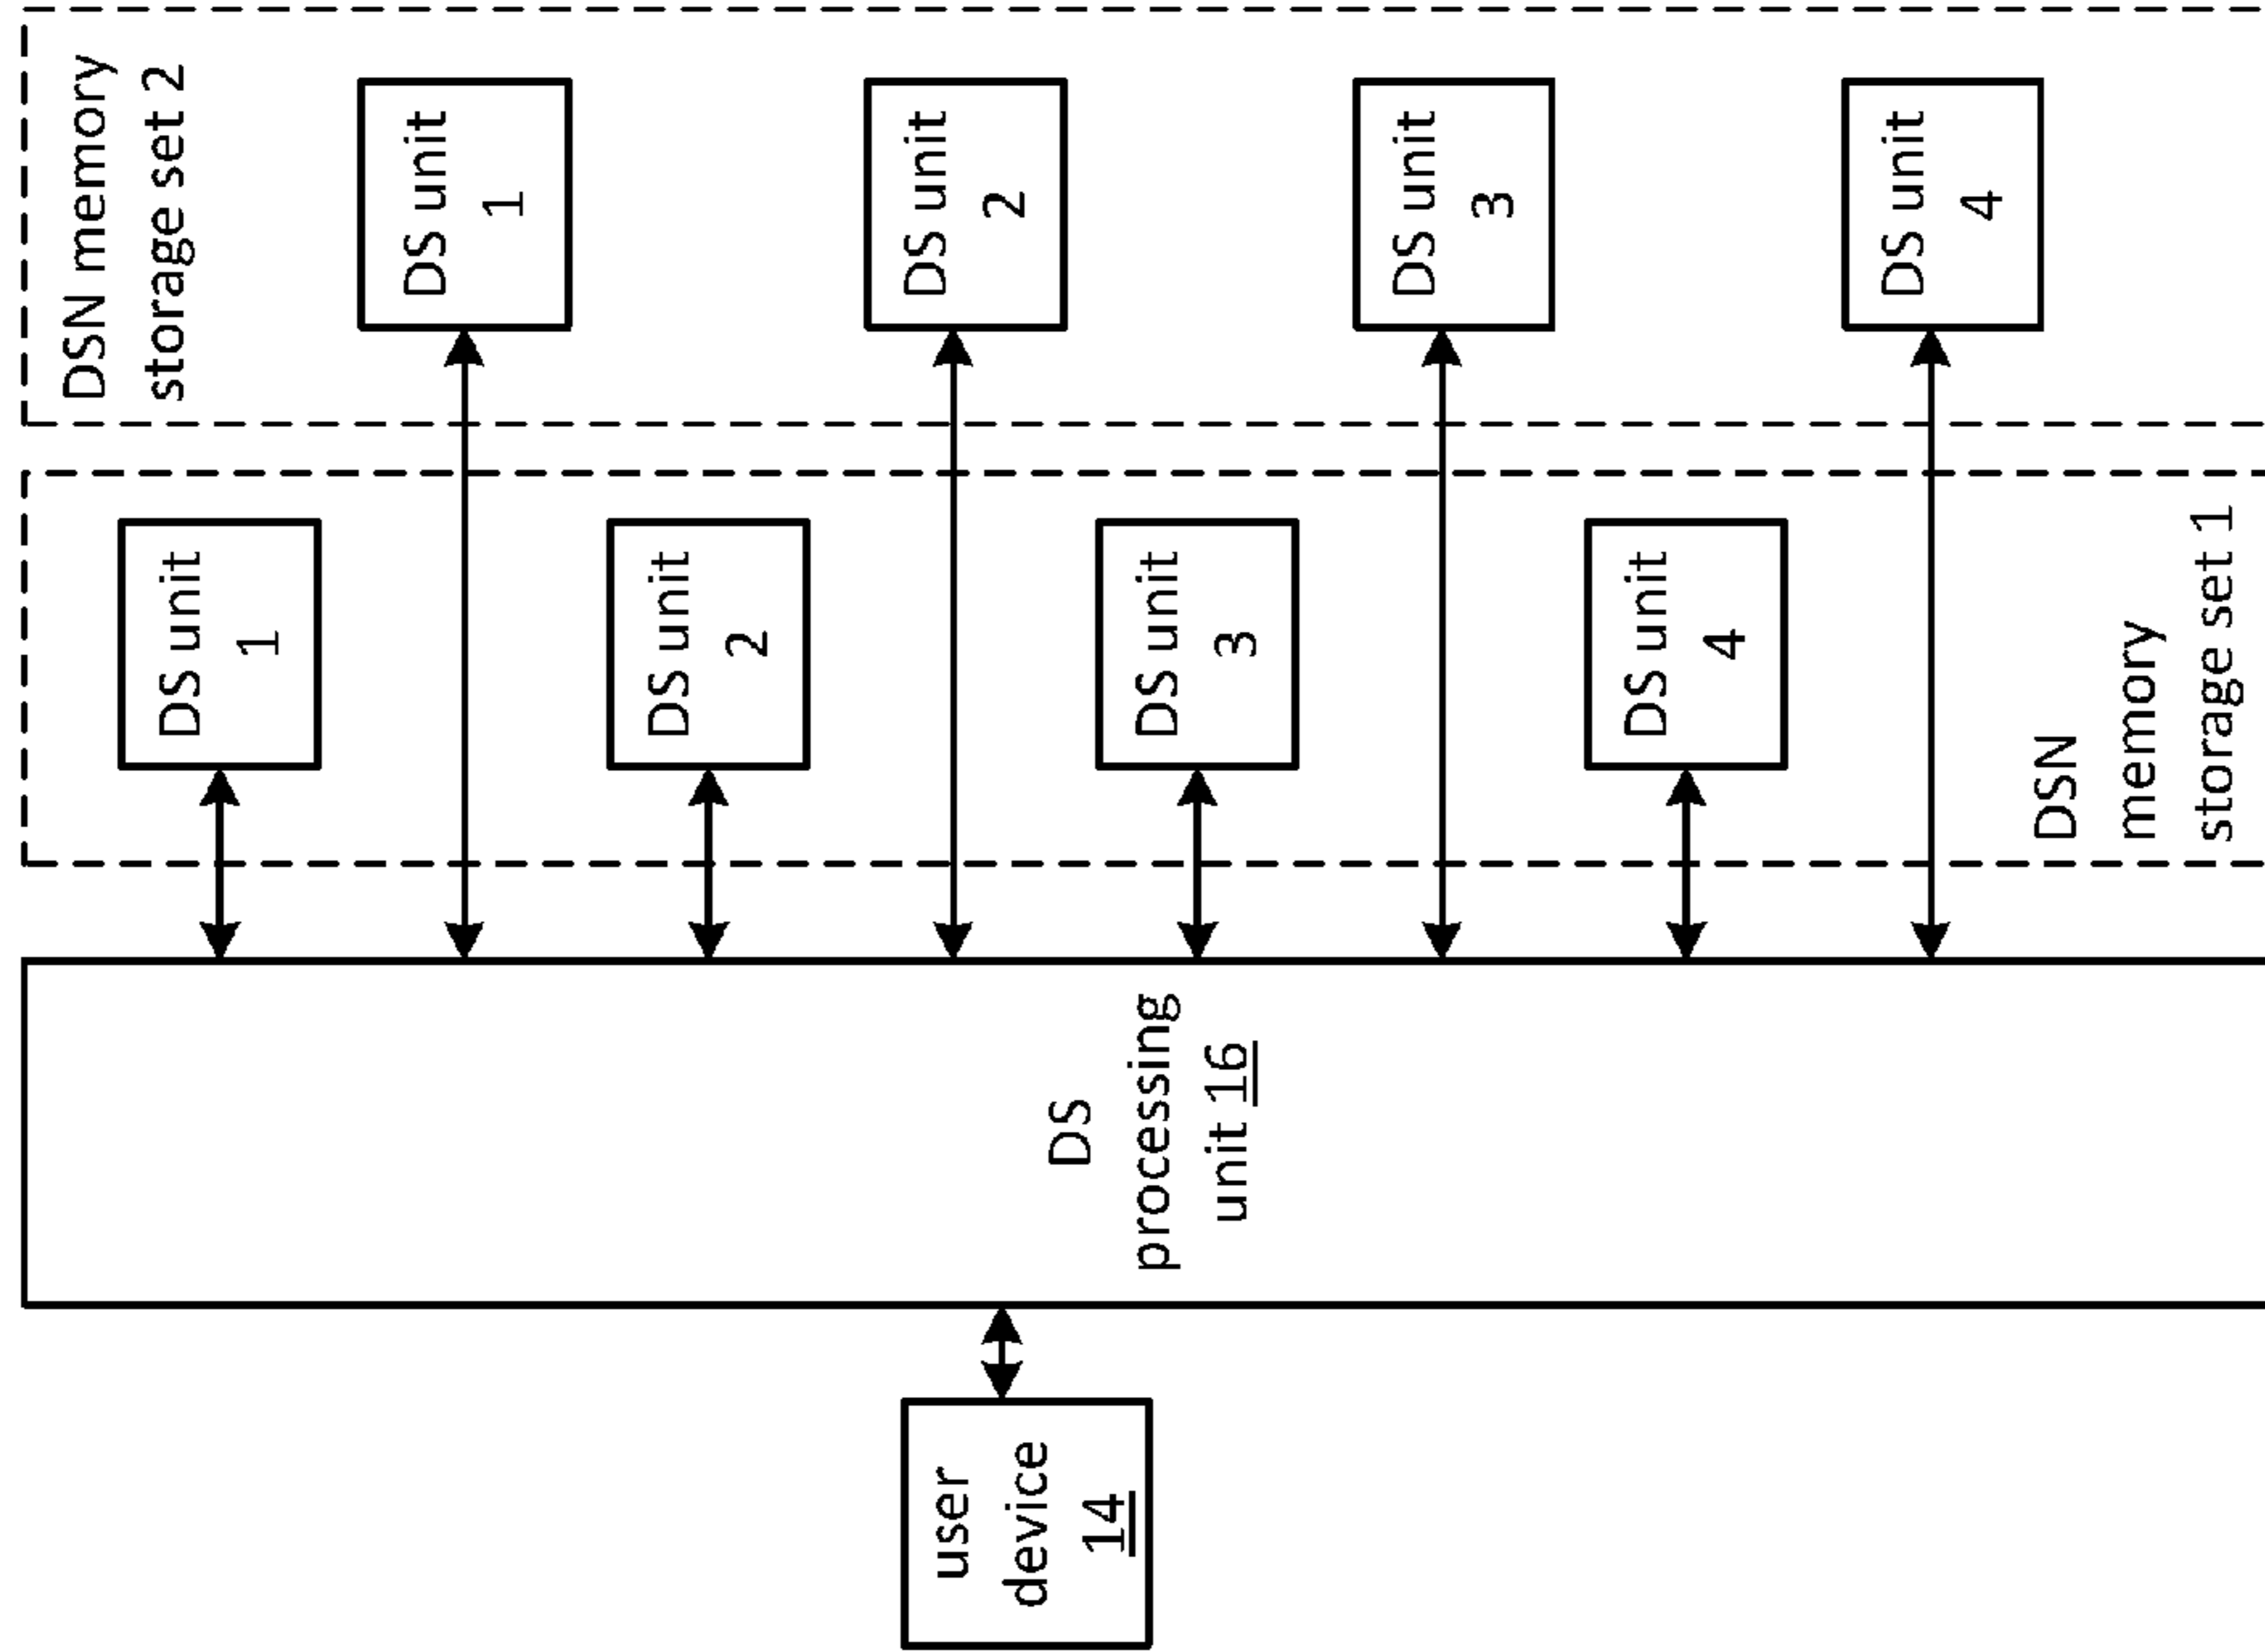 DSN memory
storage set 2
DS unit
1
DS unit
2
DS unit
3
DS unit
4
DS unit
1
DS unit
2
DS unit
3
DS unit
4
DSN
memory
storage set 1
DS
processing
unit 16
user
device
14